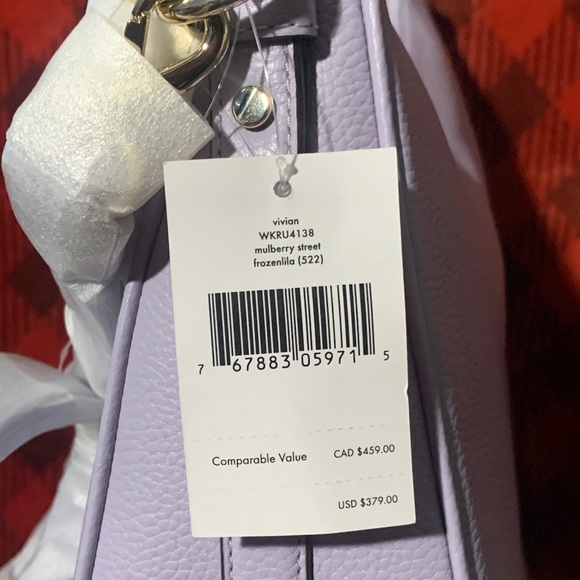 vivian
WKRU4138
mulberry street
frozenlila (522)
7 67883 05971 5
Comparable Value CAD $459.00
USD $379.00